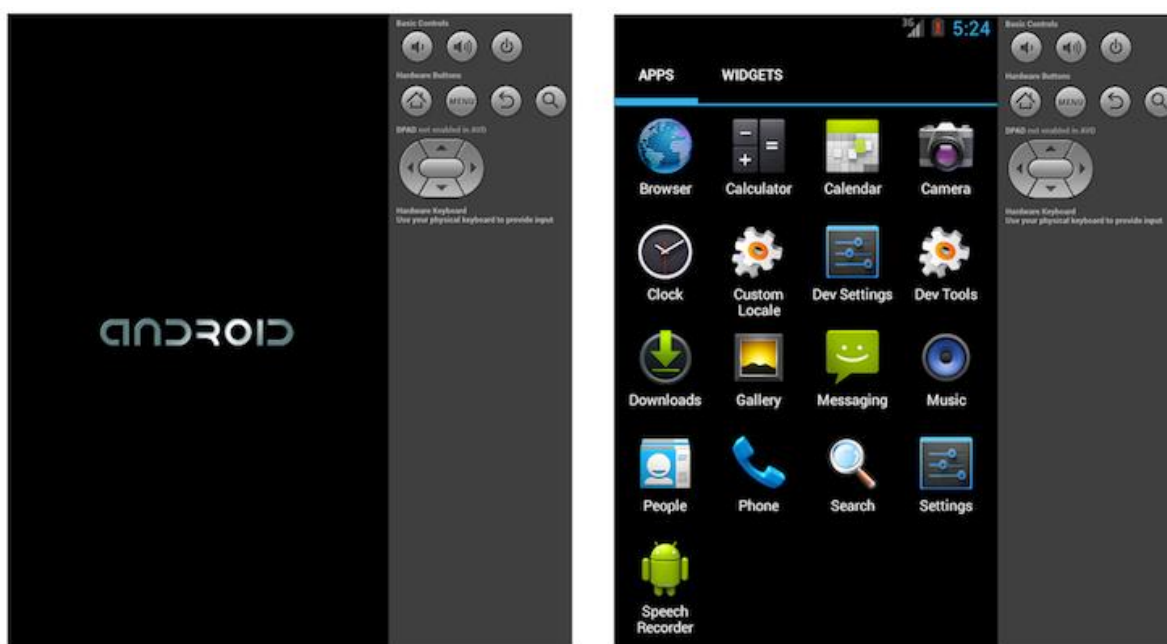 Basic Controls
Hardware Buttons
MENU
DPAD not enabled in AVD
Hardware Keyboard
Use your physical keyboard to provide input
ANDROID
3G 5:24
APPS WIDGETS
Browser Calculator Calendar Camera
Clock Custom Locale Dev Settings Dev Tools
Downloads Gallery Messaging Music
People Phone Search Settings
Speech Recorder
Basic Controls
Hardware Buttons
MENU
DPAD not enabled in AVD
Hardware Keyboard
Use your physical keyboard to provide input